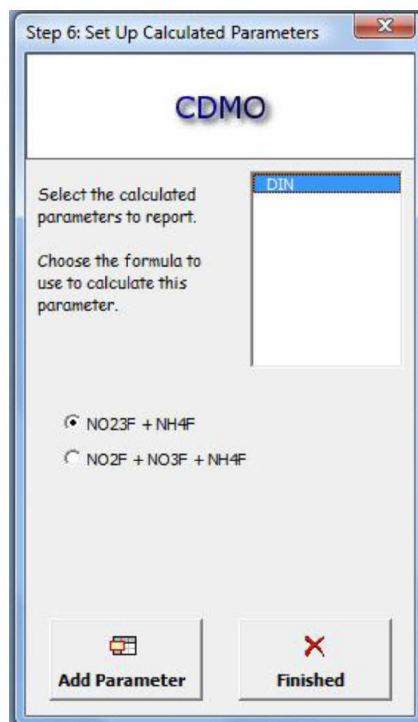 Step 6: Set Up Calculated Parameters
CDMO
Select the calculated
parameters to report.
DIN
Choose the formula to
use to calculate this
parameter.
NO23F + NH4F
NO2F + NO3F + NH4F
Add Parameter
Finished